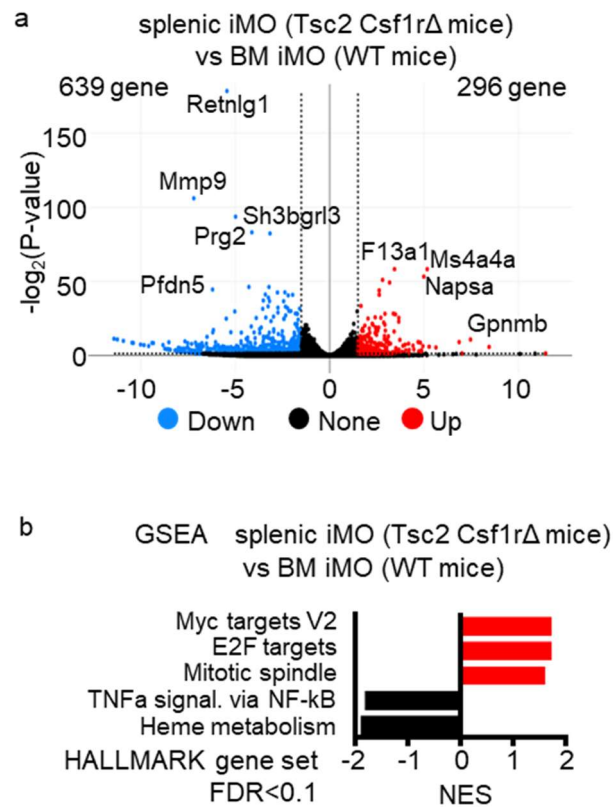 a
splenic iMO (Tsc2 Csf1rΔ mice)
vs BM iMO (WT mice)
639 gene
296 gene
Retnlg1
Mmp9
Sh3bgrl3
Prg2
Pfdn5
F13a1
Ms4a4a
Napsa
Gpnmb
-log2(P-value)
150
100
50
0
-10
-5
0
5
10
Down
None
Up
b
GSEA splenic iMO (Tsc2 Csf1rΔ mice)
vs BM iMO (WT mice)
Myc targets V2
E2F targets
Mitotic spindle
TNFa signal. via NF-kB
Heme metabolism
-2
-1
0
1
2
HALLMARK gene set
FDR<0.1
NES